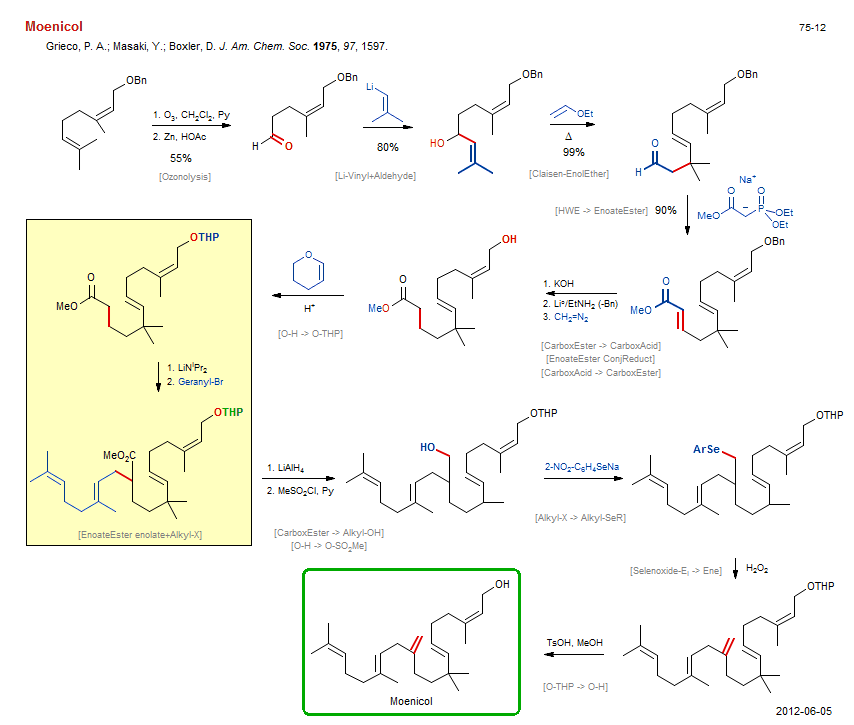 Moenicol
75-12
Grieco, P. A.; Masaki, Y.; Boxler, D. J. Am. Chem. Soc. 1975, 97, 1597.
OBn
1. O3, CH2Cl2, Py
2. Zn, HOAc
55%
[Ozonolysis]
OBn
H
O
Li
80%
[Li-Vinyl+Aldehyde]
OBn
HO
OEt
Δ
99%
[Claisen-EnolEther]
OBn
O
H
[HWE -> EnoateEster]
90%
Na+
O
O
MeO
–
P
OEt
OEt
OBn
O
MeO
1. KOH
2. Li°/EtNH2 (-Bn)
3. CH2=N2
[CarboxEster -> CarboxAcid]
[EnoateEster ConjReduct]
[CarboxAcid -> CarboxEster]
OH
O
MeO
O
H+
[O-H -> O-THP]
OTHP
O
MeO
1. LiNiPr2
2. Geranyl-Br
OTHP
MeO2C
[EnoateEster enolate+Alkyl-X]
1. LiAlH4
2. MeSO2Cl, Py
[CarboxEster -> Alkyl-OH]
[O-H -> O-SO2Me]
OTHP
HO
2-NO2-C6H4SeNa
[Alkyl-X -> Alkyl-SeR]
OTHP
ArSe
[Selenoxide-Ei -> Ene]
H2O2
OTHP
TsOH, MeOH
[O-THP -> O-H]
OH
Moenicol
2012-06-05